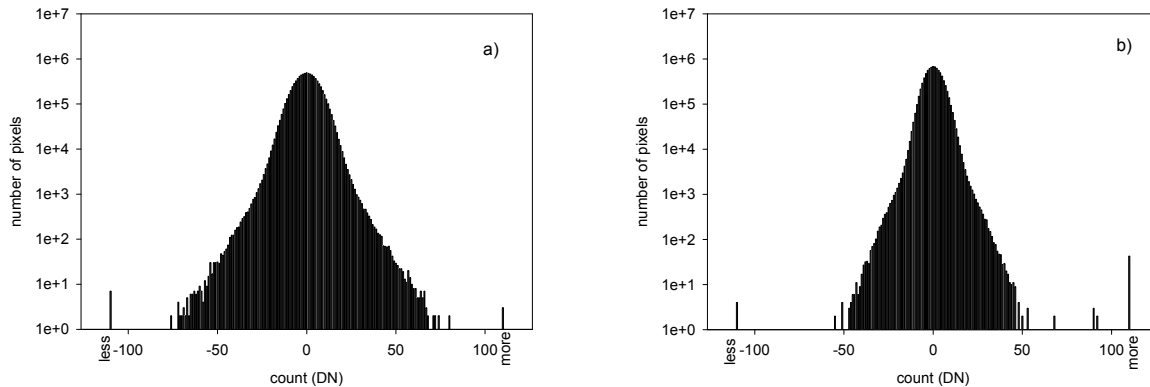 1e+7
a)
1e+6
1e+5
1e+4
1e+3
1e+2
1e+1
1e+0
number of pixels
less
-100
-50
0
50
100
more
count (DN)
1e+7
b)
1e+6
1e+5
1e+4
1e+3
1e+2
1e+1
1e+0
number of pixels
less
-100
-50
0
50
100
more
count (DN)